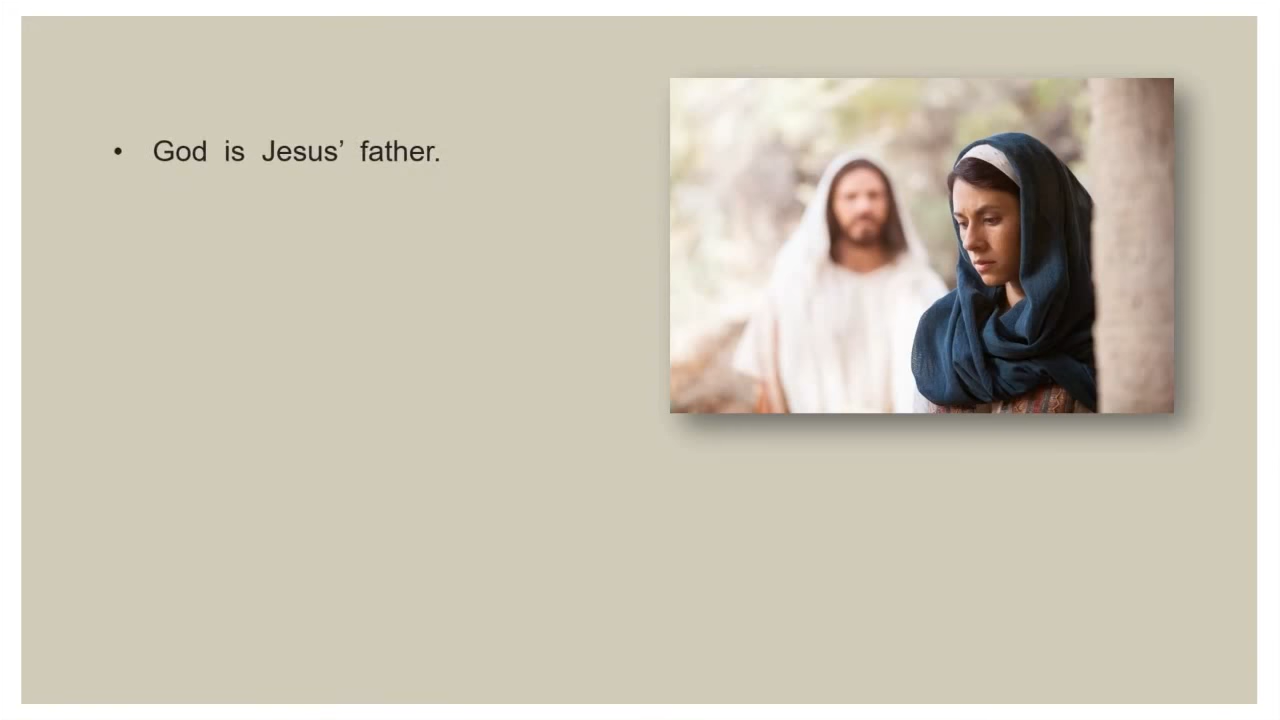 • God is Jesus’ father.